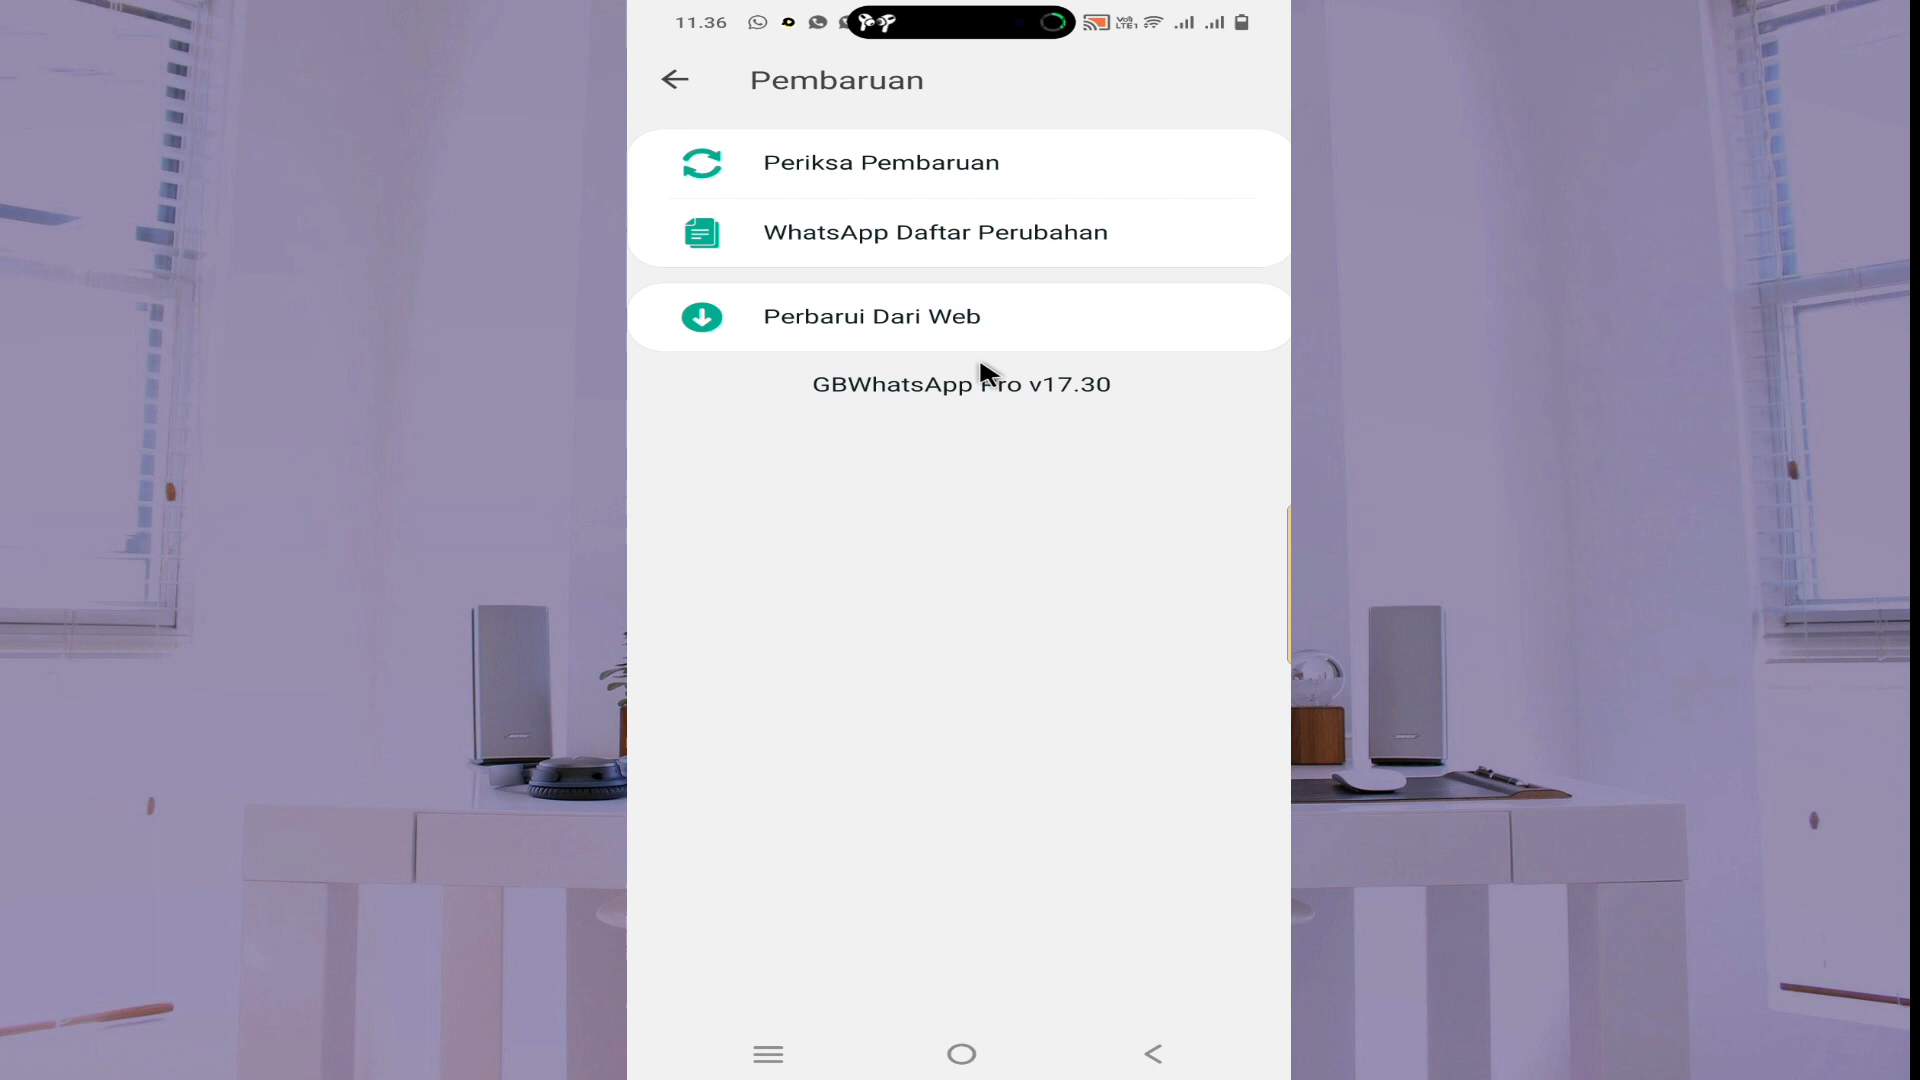 11.36
Pembaruan
Periksa Pembaruan
WhatsApp Daftar Perubahan
Perbarui Dari Web
GBWhatsApp Pro v17.30